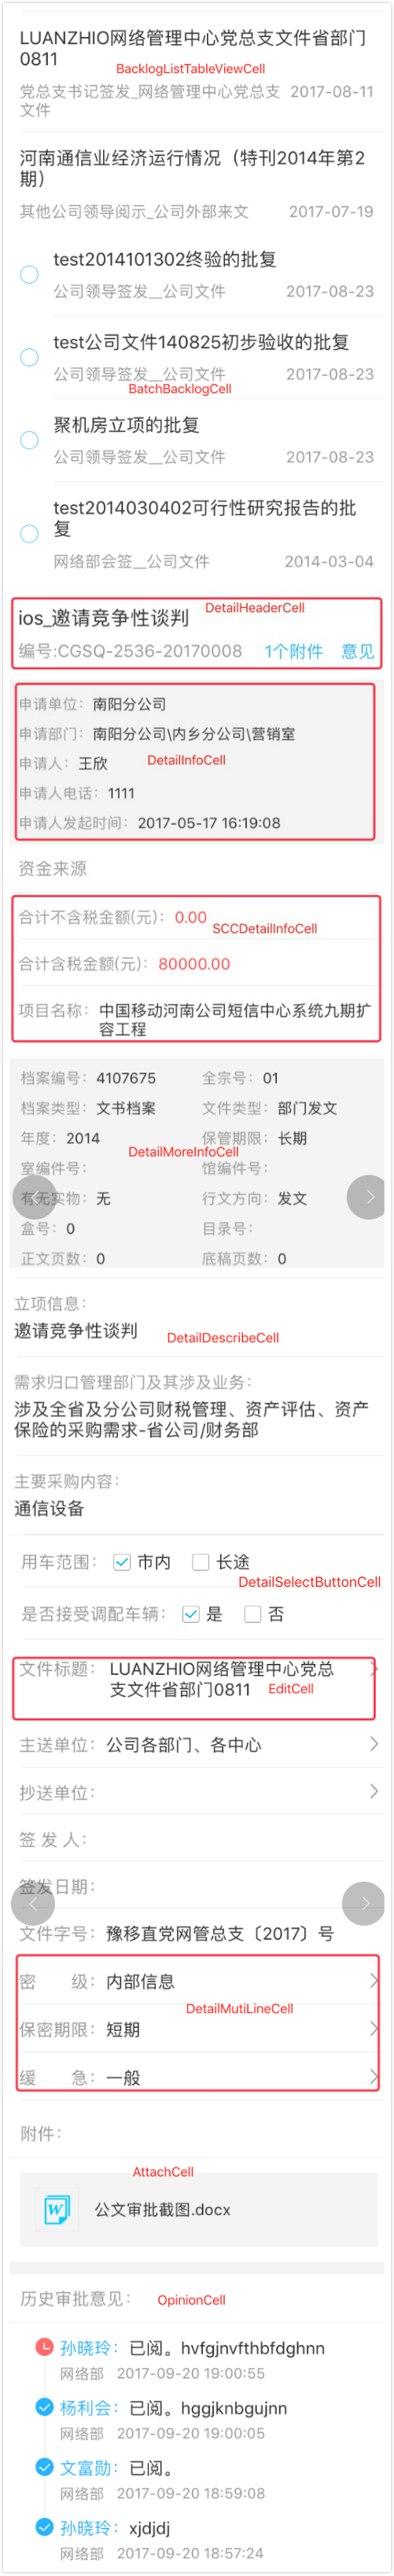 LUANZHIO网络管理中心党总支文件省部门
0811
BacklogListTableViewCell
党总支书记签发_网络管理中心党总支 2017-08-11
文件
河南通信业经济运行情况（特刊2014年第2
期）
其他公司领导阅示_公司外部来文 2017-07-19
test2014101302终验的批复
公司领导签发__公司文件 2017-08-23
test公司文件140825初步验收的批复
公司领导签发__公司文件 2017-08-23
BatchBacklogCell
聚机房立项的批复
公司领导签发__公司文件 2017-08-23
test2014030402可行性研究报告的批
复
网络部会签__公司文件 2014-03-04
DetailHeaderCell
ios_邀请竞争性谈判
编号:CGSQ-2536-20170008 1个附件 意见
申请单位：南阳分公司
申请部门：南阳分公司\内乡分公司\营销室
申请人：王欣 DetailInfoCell
申请人电话：1111
申请人发起时间：2017-05-17 16:19:08
资金来源
合计不含税金额(元)：0.00
SCCDetailInfoCell
合计含税金额(元)：80000.00
项目名称：中国移动河南公司短信中心系统九期扩
容工程
档案编号：4107675 全宗号：01
档案类型：文书档案 文件类型：部门发文
年度：2014 保管期限：长期
DetailMoreInfoCell
室编件号： 馆编件号：
有无实物：无 行文方向：发文
盒号：0 目录号：
正文页数：0 底稿页数：0
立项信息：
邀请竞争性谈判 DetailDescribeCell
需求归口管理部门及其涉及业务：
涉及全省及分公司财税管理、资产评估、资产
保险的采购需求-省公司/财务部
主要采购内容：
通信设备
用车范围： 市内 长途
DetailSelectButtonCell
是否接受调配车辆： 是 否
文件标题：LUANZHIO网络管理中心党总
支文件省部门0811 EditCell
主送单位：公司各部门、各中心
抄送单位：
签 发 人：
签发日期：
文件字号：豫移直党网管总支〔2017〕号
密 级：内部信息
DetailMutiLineCell
保密期限：短期
缓 急：一般
附件：
AttachCell
W 公文审批截图.docx
历史审批意见： OpinionCell
孙晓玲：已阅。hvfgjnvfthbfdghnn
网络部 2017-09-20 19:00:55
杨利会：已阅。hggjknbgujnn
网络部 2017-09-20 19:00:05
文富勋：已阅。
网络部 2017-09-20 18:59:08
孙晓玲：xjdjdj
网络部 2017-09-20 18:57:24